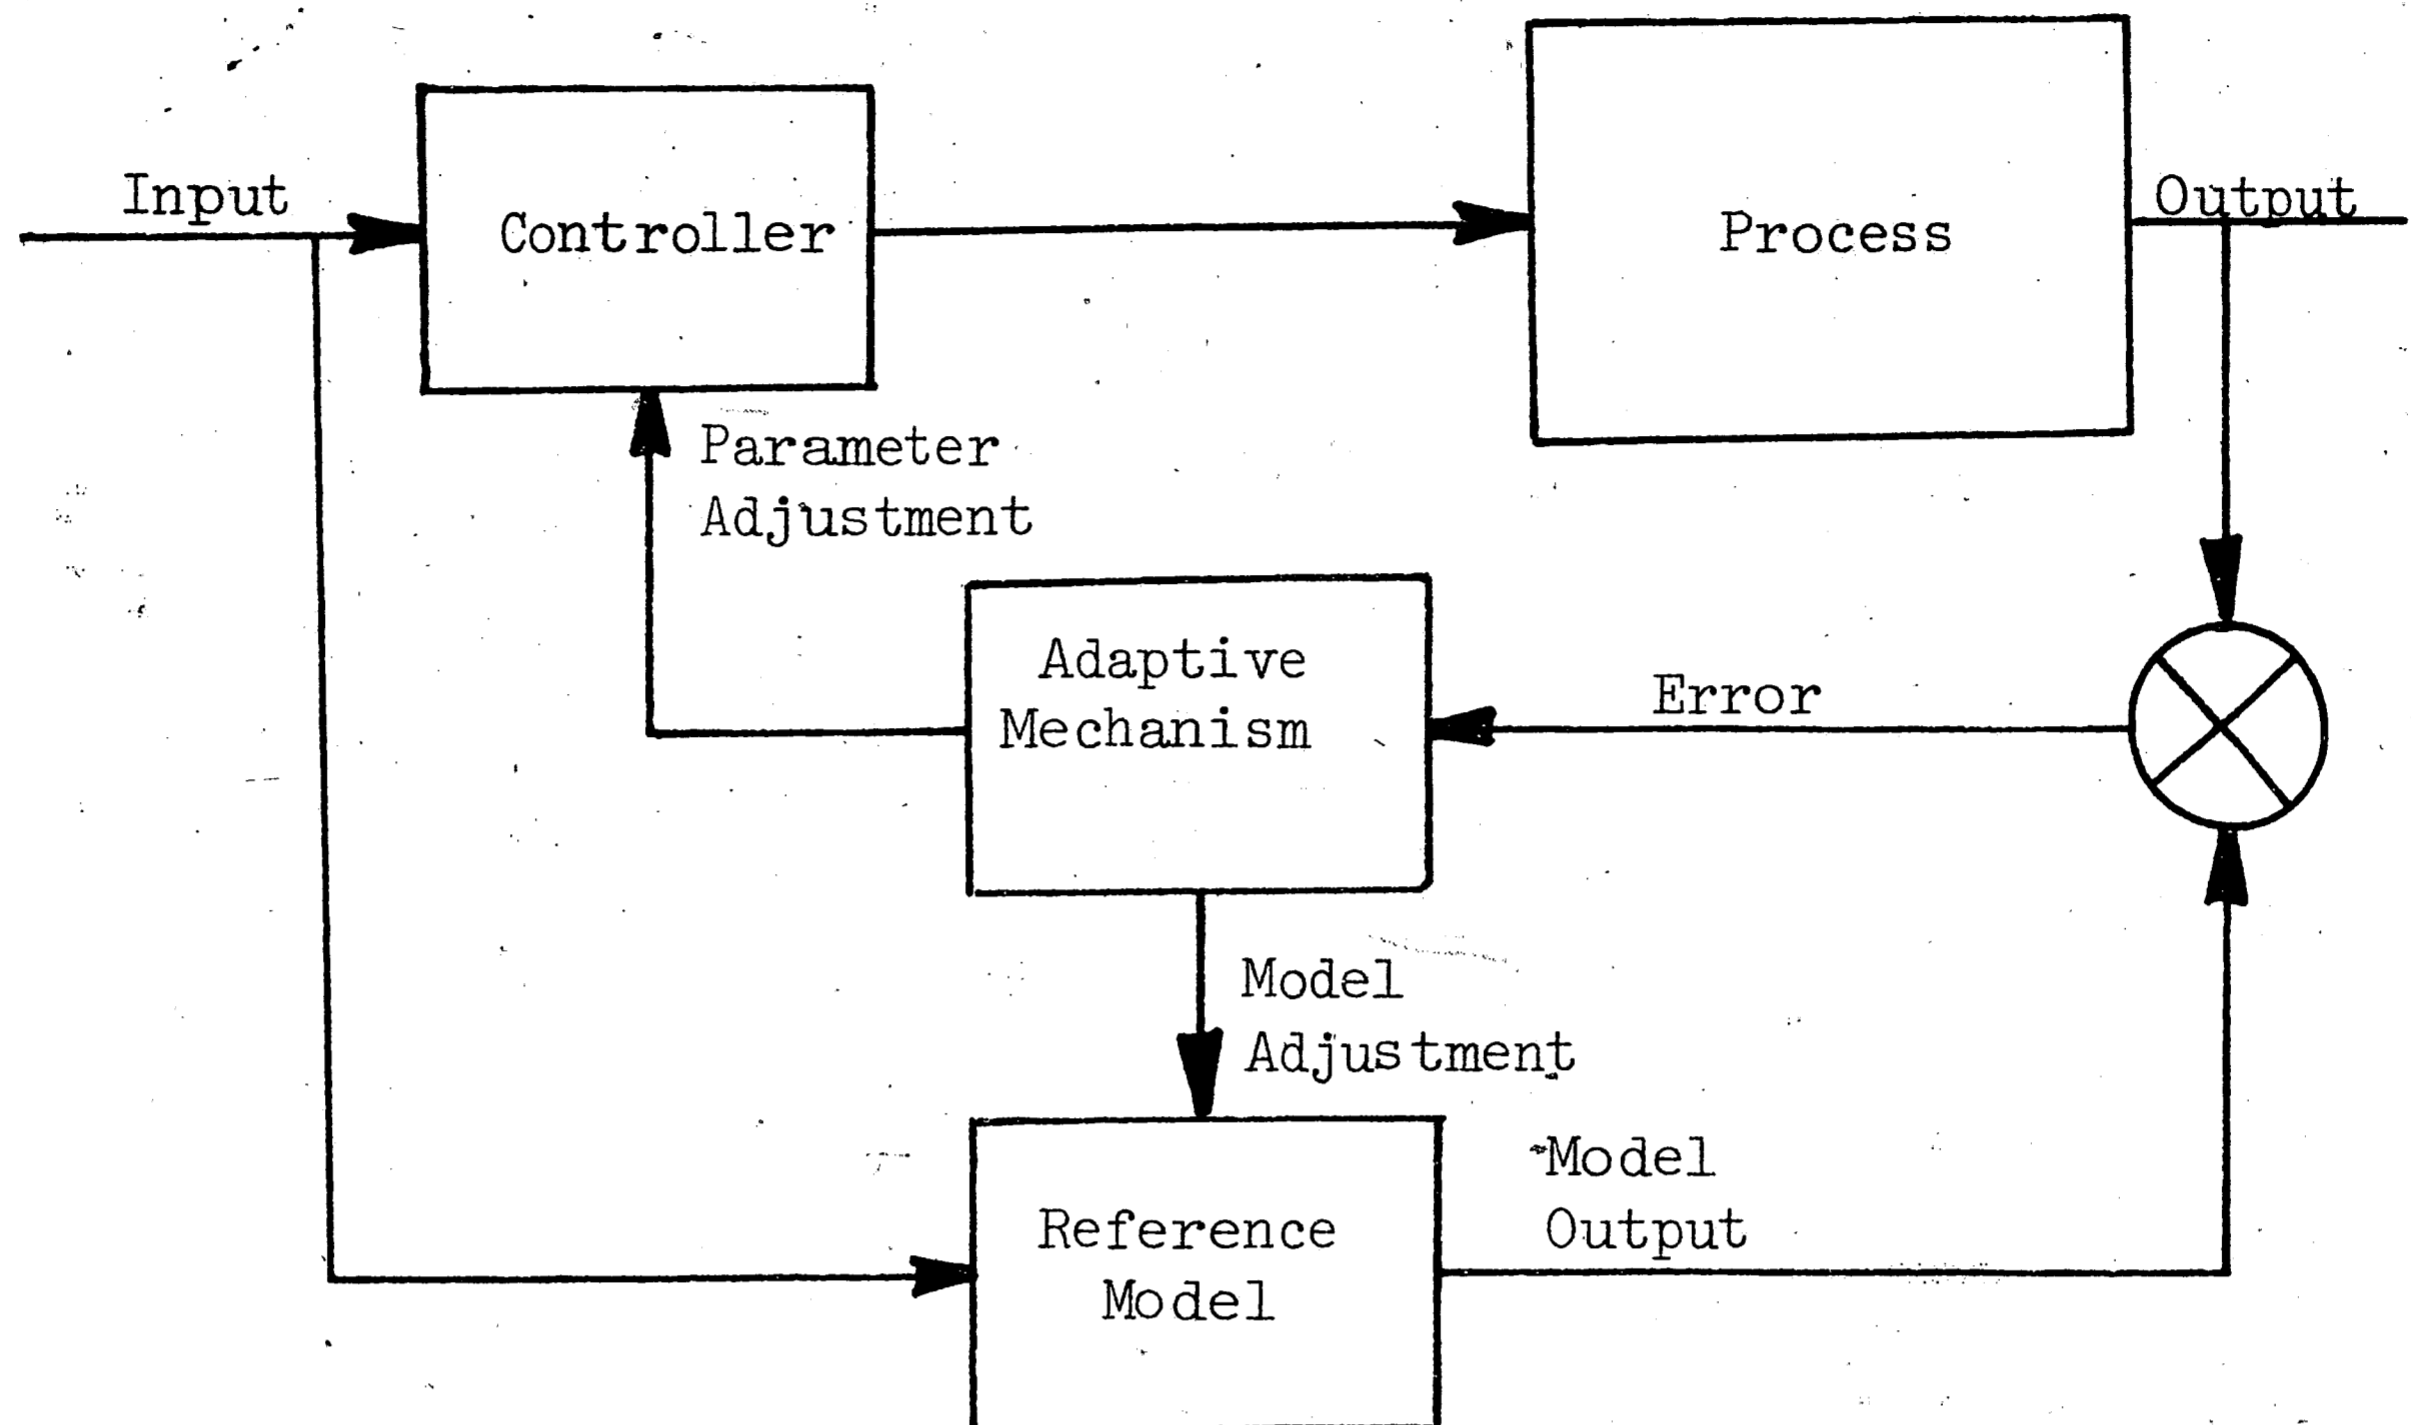 Input
Controller
Process
Output
Parameter
Adjustment
Adaptive
Mechanism
Error
Model
Adjustment
Reference
Model
Model
Output